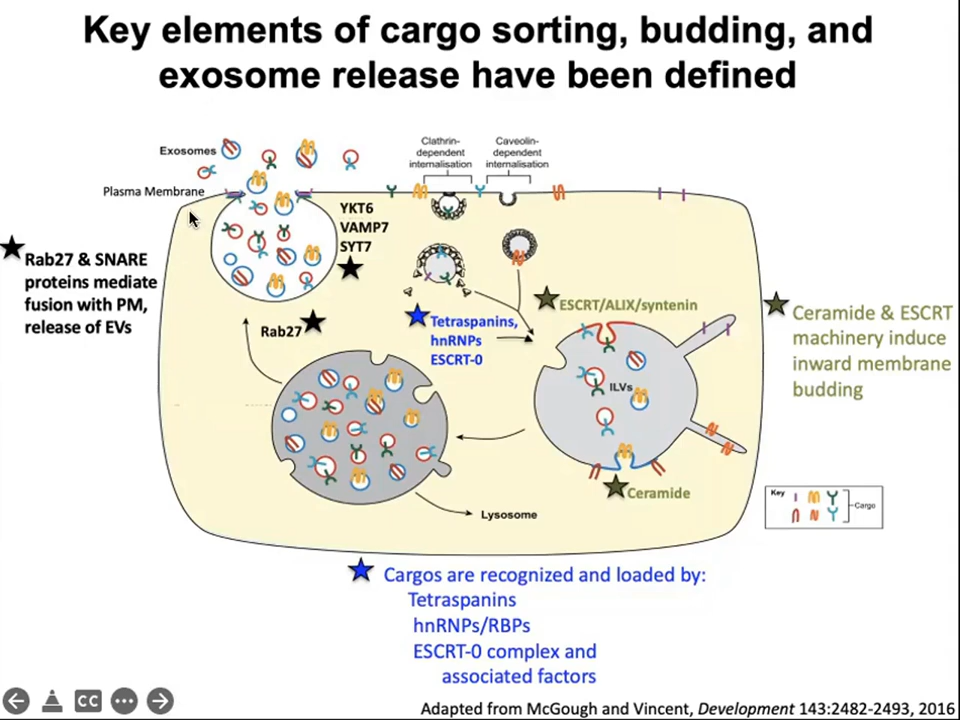 Key elements of cargo sorting, budding, and
exosome release have been defined
Exosomes
Plasma Membrane
Clathrin-
dependent
internalisation
Caveolin-
dependent
internalisation
YKT6
VAMP7
SYT7
Rab27 & SNARE
proteins mediate
fusion with PM,
release of EVs
Rab27
Tetraspanins,
hnRNPs
ESCRT-0
ESCRT/ALIX/syntenin
Ceramide & ESCRT
machinery induce
inward membrane
budding
ILVs
Ceramide
Lysosome
Key
Cargo
Cargos are recognized and loaded by:
Tetraspanins
hnRNPs/RBPs
ESCRT-0 complex and
associated factors
CC
Adapted from McGough and Vincent, Development 143:2482-2493, 2016